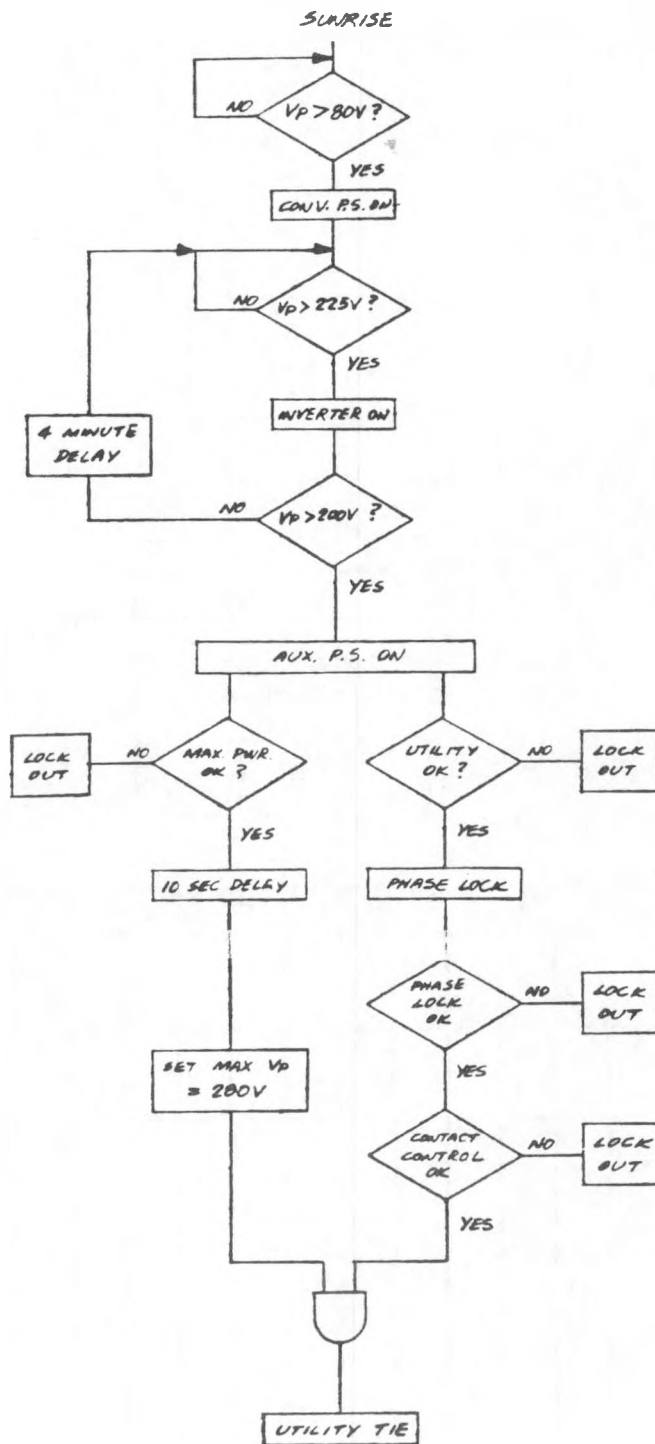 SUNRISE
Vp > 80V ?
NO
YES
CONV. P.S. ON
Vp > 225V ?
NO
YES
INVERTER ON
4 MINUTE
DELAY
Vp > 200V ?
NO
YES
AUX. P.S. ON
LOCK
OUT
NO
MAX. PWR.
OK ?
UTILITY
OK ?
NO
LOCK
OUT
YES
YES
10 SEC DELAY
PHASE LOCK
PHASE
LOCK
OK
NO
LOCK
OUT
YES
SET MAX Vp
= 280V
CONTACT
CONTROL
OK
NO
LOCK
OUT
YES
UTILITY TIE